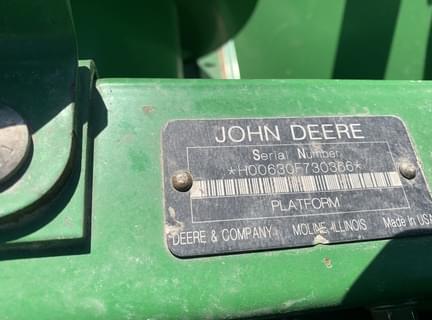 JOHN DEERE
Serial Number
*H00630F730366*
PLATFORM
DEERE & COMPANY MOLINE, ILLINOIS Made in USA